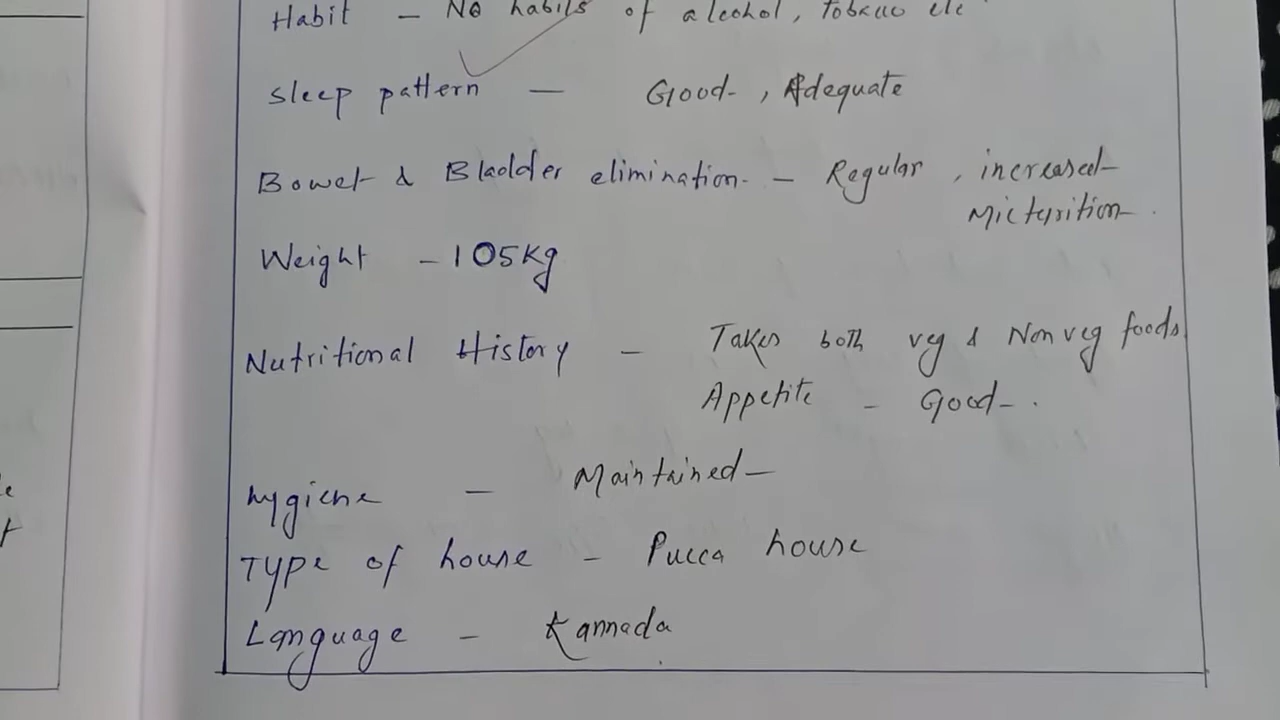 Habit - No habits of alcohol, Tobacco etc
Sleep pattern - Good, Adequate
Bowel & Bladder elimination - Regular, increased
Micturition.
Weight - 105kg
Nutritional History - Takes both veg & Non veg foods
Appetite - Good.
hygiene - Maintained
Type of house - Pucca house
Language - Kannada